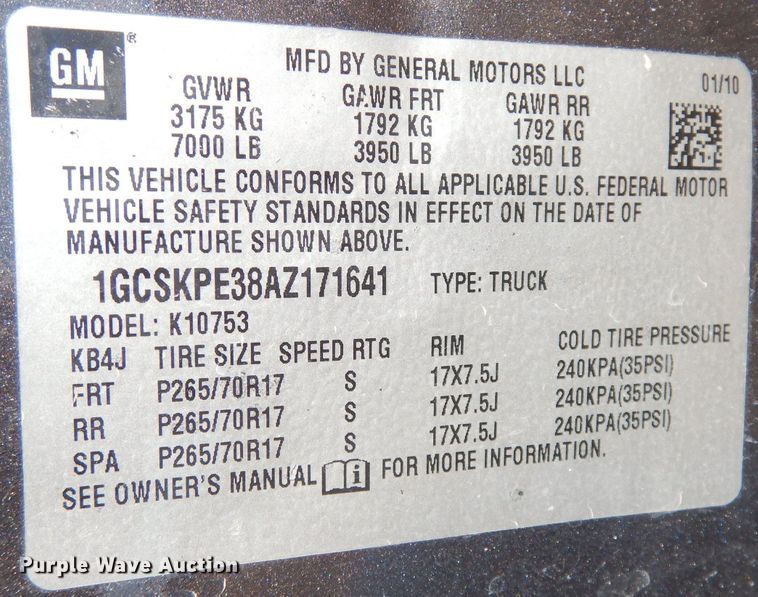 GM®
MFD BY GENERAL MOTORS LLC
01/10
GVWR GAWR FRT GAWR RR
3175 KG 1792 KG 1792 KG
7000 LB 3950 LB 3950 LB
THIS VEHICLE CONFORMS TO ALL APPLICABLE U.S. FEDERAL MOTOR
VEHICLE SAFETY STANDARDS IN EFFECT ON THE DATE OF
MANUFACTURE SHOWN ABOVE.
1GCSKPE38AZ171641 TYPE: TRUCK
MODEL: K10753
KB4J TIRE SIZE SPEED RTG RIM COLD TIRE PRESSURE
FRT P265/70R17 S 17X7.5J 240KPA(35PSI)
RR P265/70R17 S 17X7.5J 240KPA(35PSI)
SPA P265/70R17 S 17X7.5J 240KPA(35PSI)
SEE OWNER'S MANUAL i FOR MORE INFORMATION.
Purple Wave Auction